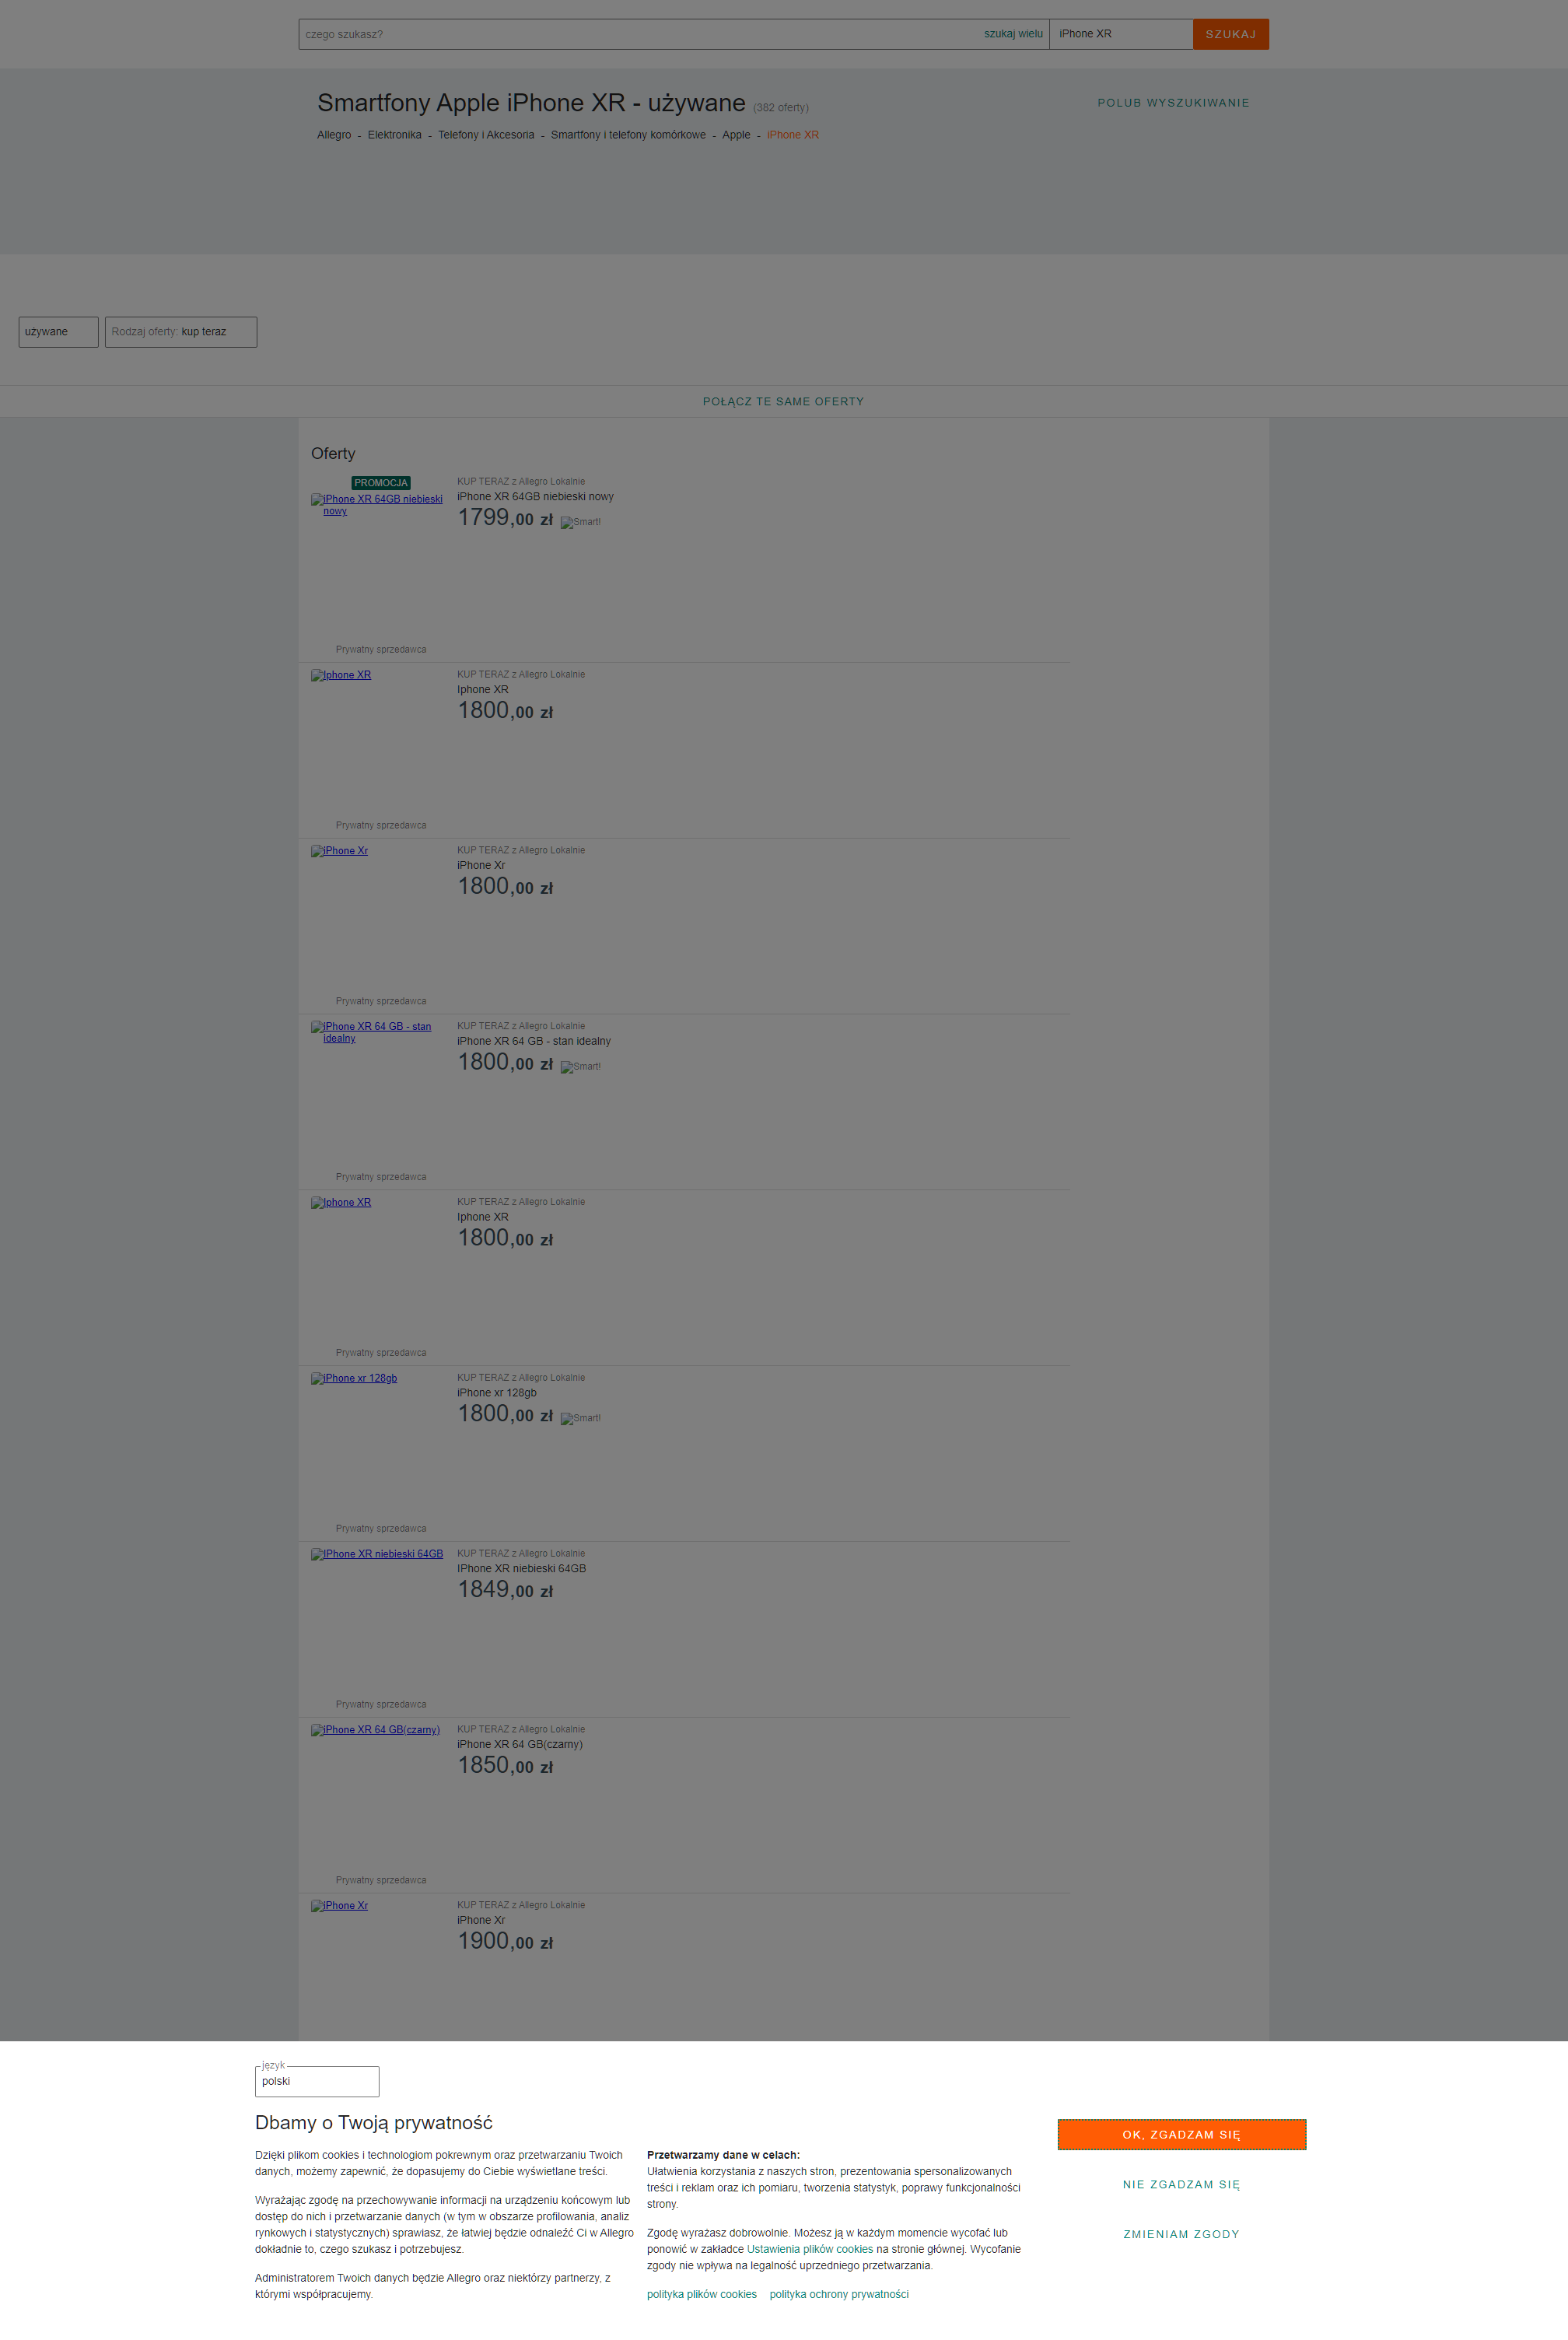 czego szukasz?
szukaj wielu
iPhone XR
SZUKAJ
Smartfony Apple iPhone XR - używane (382 oferty)
POLUB WYSZUKIWANIE
Allegro - Elektronika - Telefony i Akcesoria - Smartfony i telefony komórkowe - Apple - iPhone XR
używane
Rodzaj oferty: kup teraz
POŁĄCZ TE SAME OFERTY
Oferty
PROMOCJA
iPhone XR 64GB niebieski
nowy
KUP TERAZ z Allegro Lokalnie
iPhone XR 64GB niebieski nowy
1799,00 zł Smart!
Prywatny sprzedawca
Iphone XR
KUP TERAZ z Allegro Lokalnie
Iphone XR
1800,00 zł
Prywatny sprzedawca
iPhone Xr
KUP TERAZ z Allegro Lokalnie
iPhone Xr
1800,00 zł
Prywatny sprzedawca
iPhone XR 64 GB - stan
idealny
KUP TERAZ z Allegro Lokalnie
iPhone XR 64 GB - stan idealny
1800,00 zł Smart!
Prywatny sprzedawca
Iphone XR
KUP TERAZ z Allegro Lokalnie
Iphone XR
1800,00 zł
Prywatny sprzedawca
iPhone xr 128gb
KUP TERAZ z Allegro Lokalnie
iPhone xr 128gb
1800,00 zł Smart!
Prywatny sprzedawca
IPhone XR niebieski 64GB
KUP TERAZ z Allegro Lokalnie
IPhone XR niebieski 64GB
1849,00 zł
Prywatny sprzedawca
iPhone XR 64 GB(czarny)
KUP TERAZ z Allegro Lokalnie
iPhone XR 64 GB(czarny)
1850,00 zł
Prywatny sprzedawca
iPhone Xr
KUP TERAZ z Allegro Lokalnie
iPhone Xr
1900,00 zł
język
polski
Dbamy o Twoją prywatność
Dzięki plikom cookies i technologiom pokrewnym oraz przetwarzaniu Twoich
danych, możemy zapewnić, że dopasujemy do Ciebie wyświetlane treści.
Wyrażając zgodę na przechowywanie informacji na urządzeniu końcowym lub
dostęp do nich i przetwarzanie danych (w tym w obszarze profilowania, analiz
rynkowych i statystycznych) sprawiasz, że łatwiej będzie odnaleźć Ci w Allegro
dokładnie to, czego szukasz i potrzebujesz.
Administratorem Twoich danych będzie Allegro oraz niektórzy partnerzy, z
którymi współpracujemy.
Przetwarzamy dane w celach:
Ułatwienia korzystania z naszych stron, prezentowania spersonalizowanych
treści i reklam oraz ich pomiaru, tworzenia statystyk, poprawy funkcjonalności
strony.
Zgodę wyrażasz dobrowolnie. Możesz ją w każdym momencie wycofać lub
ponowić w zakładce Ustawienia plików cookies na stronie głównej. Wycofanie
zgody nie wpływa na legalność uprzedniego przetwarzania.
polityka plików cookies polityka ochrony prywatności
OK, ZGADZAM SIĘ
NIE ZGADZAM SIĘ
ZMIENIAM ZGODY